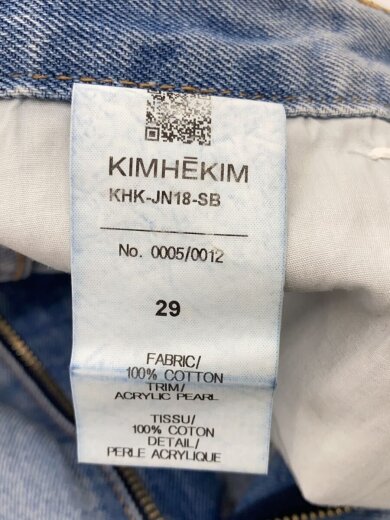 KIMHĒKIM
KHK-JN18-SB
No. 0005/0012
29
FABRIC/
100% COTTON
TRIM/
ACRYLIC PEARL
TISSU/
100% COTON
DETAIL/
PERLE ACRYLIQUE